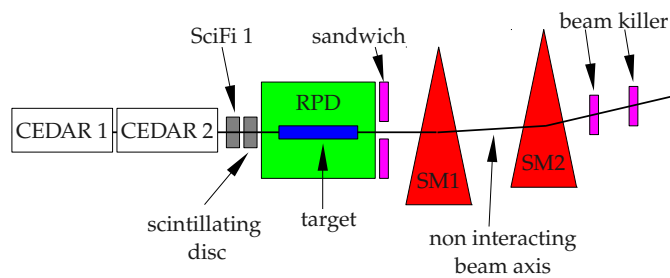 SciFi 1
sandwich
beam killer
RPD
CEDAR 1
CEDAR 2
SM1
SM2
scintillating
disc
target
non interacting
beam axis